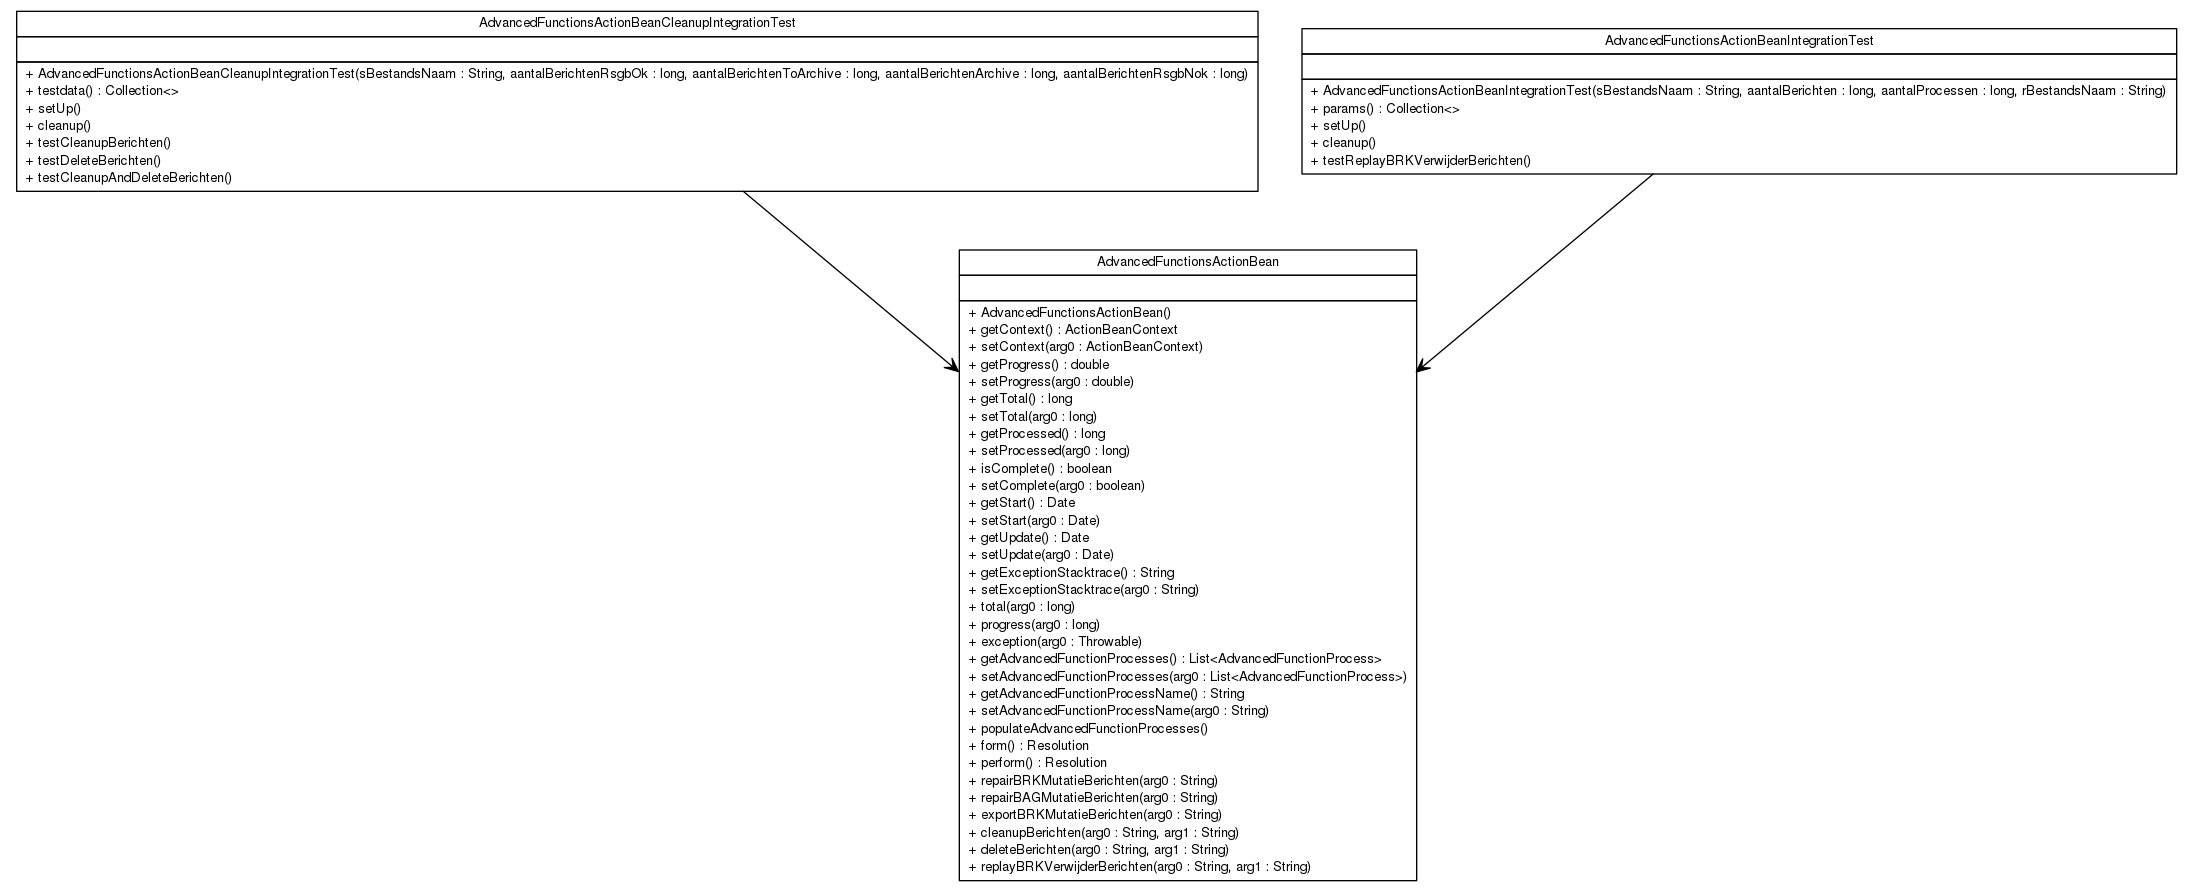 AdvancedFunctionsActionBeanCleanupIntegrationTest
+ AdvancedFunctionsActionBeanCleanupIntegrationTest(sBestandsNaam : String, aantalBerichtenRsgbOk : long, aantalBerichtenToArchive : long, aantalBerichtenArchive : long, aantalBerichtenRsgbNok : long)
+ testdata() : Collection<>
+ setUp()
+ cleanup()
+ testCleanupBerichten()
+ testDeleteBerichten()
+ testCleanupAndDeleteBerichten()
AdvancedFunctionsActionBeanIntegrationTest
+ AdvancedFunctionsActionBeanIntegrationTest(sBestandsNaam : String, aantalBerichten : long, aantalProcessen : long, rBestandsNaam : String)
+ params() : Collection<>
+ setUp()
+ cleanup()
+ testReplayBRKVerwijderBerichten()
AdvancedFunctionsActionBean
+ AdvancedFunctionsActionBean()
+ getContext() : ActionBeanContext
+ setContext(arg0 : ActionBeanContext)
+ getProgress() : double
+ setProgress(arg0 : double)
+ getTotal() : long
+ setTotal(arg0 : long)
+ getProcessed() : long
+ setProcessed(arg0 : long)
+ isComplete() : boolean
+ setComplete(arg0 : boolean)
+ getStart() : Date
+ setStart(arg0 : Date)
+ getUpdate() : Date
+ setUpdate(arg0 : Date)
+ getExceptionStacktrace() : String
+ setExceptionStacktrace(arg0 : String)
+ total(arg0 : long)
+ progress(arg0 : long)
+ exception(arg0 : Throwable)
+ getAdvancedFunctionProcesses() : List<AdvancedFunctionProcess>
+ setAdvancedFunctionProcesses(arg0 : List<AdvancedFunctionProcess>)
+ getAdvancedFunctionProcessName() : String
+ setAdvancedFunctionProcessName(arg0 : String)
+ populateAdvancedFunctionProcesses()
+ form() : Resolution
+ perform() : Resolution
+ repairBRKMutatieBerichten(arg0 : String)
+ repairBAGMutatieBerichten(arg0 : String)
+ exportBRKMutatieBerichten(arg0 : String)
+ cleanupBerichten(arg0 : String, arg1 : String)
+ deleteBerichten(arg0 : String, arg1 : String)
+ replayBRKVerwijderBerichten(arg0 : String, arg1 : String)